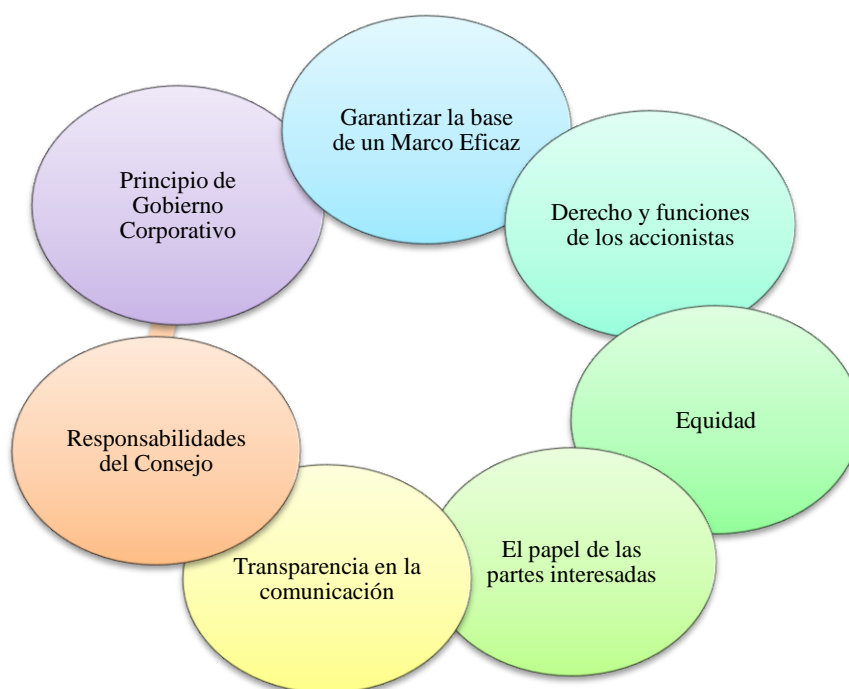 Garantizar la base
de un Marco Eficaz
Principio de
Gobierno
Corporativo
Derecho y funciones
de los accionistas
Equidad
El papel de las
partes interesadas
Transparencia en la
comunicación
Responsabilidades
del Consejo